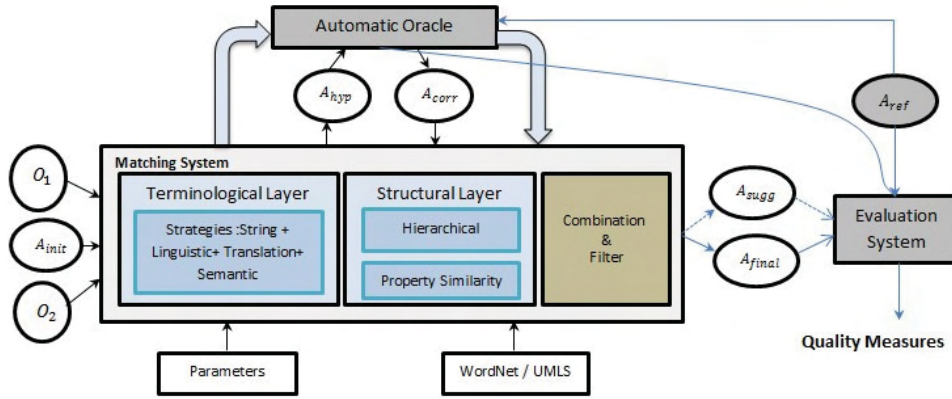 Automatic Oracle
A_hyp
A_corr
A_ref
Matching System
O_1
Terminological Layer
Structural Layer
A_sugg
Strategies :String +
Linguistic+ Translation+
Semantic
Hierarchical
Combination
&
Filter
Evaluation
System
A_init
A_final
Property Similarity
O_2
Quality Measures
Parameters
WordNet / UMLS